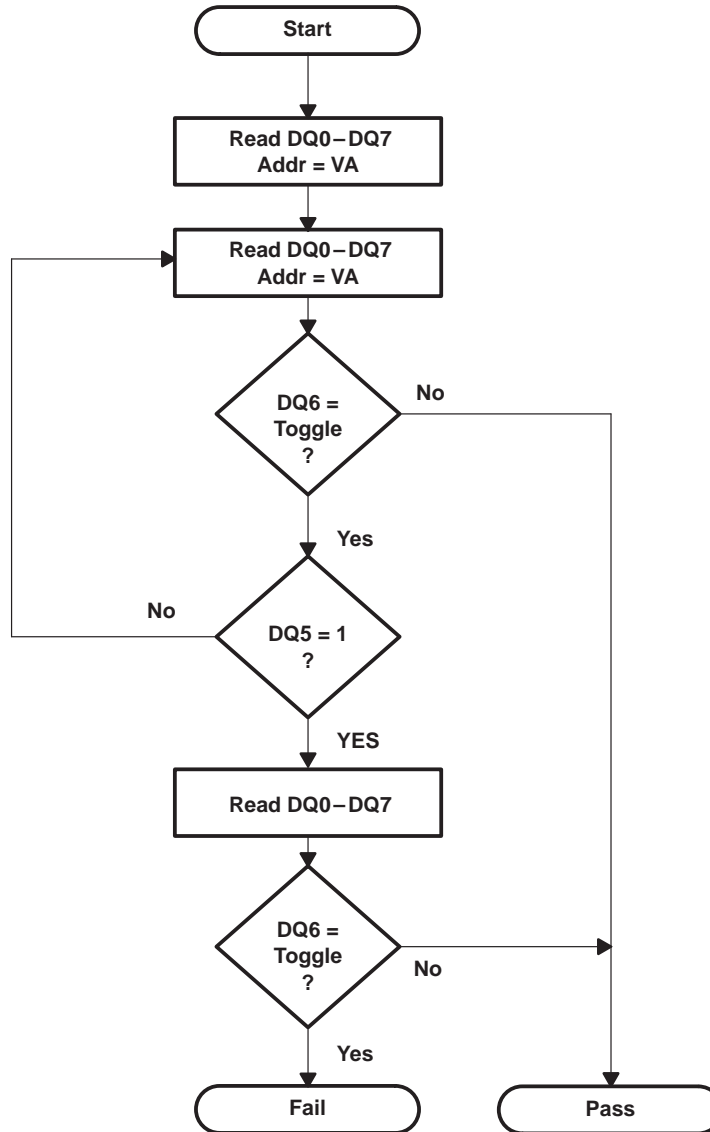 Start
Read DQ0–DQ7
Addr = VA
Read DQ0–DQ7
Addr = VA
DQ6 =
Toggle
?
No
Yes
No
DQ5 = 1
?
YES
Read DQ0–DQ7
DQ6 =
Toggle
?
No
Yes
Fail
Pass